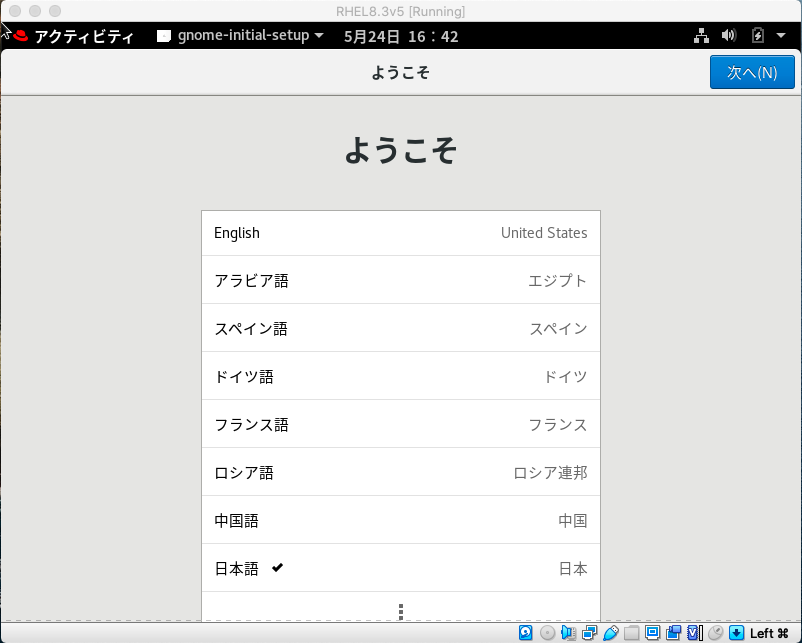 RHEL8.3v5 [Running]
アクティビティ gnome-initial-setup 5月24日 16：42
ようこそ 次へ(N)
ようこそ
English United States
アラビア語 エジプト
スペイン語 スペイン
ドイツ語 ドイツ
フランス語 フランス
ロシア語 ロシア連邦
中国語 中国
日本語 日本
Left ⌘